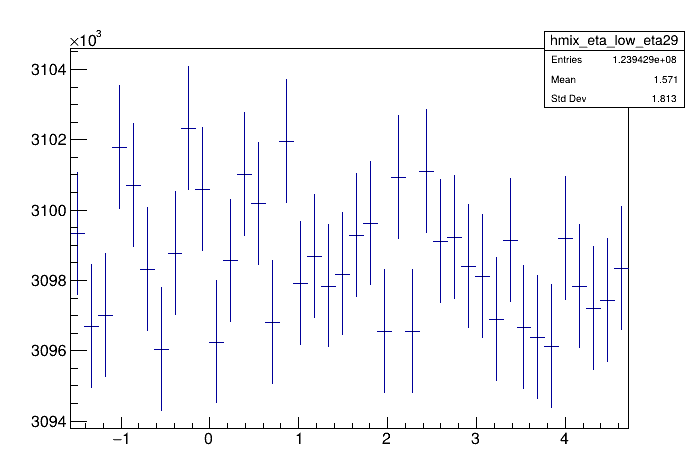 ×10³
hmix_eta_low_eta29
Entries 1.239429e+08
Mean 1.571
Std Dev 1.813
3104
3102
3100
3098
3096
3094
−1 0 1 2 3 4